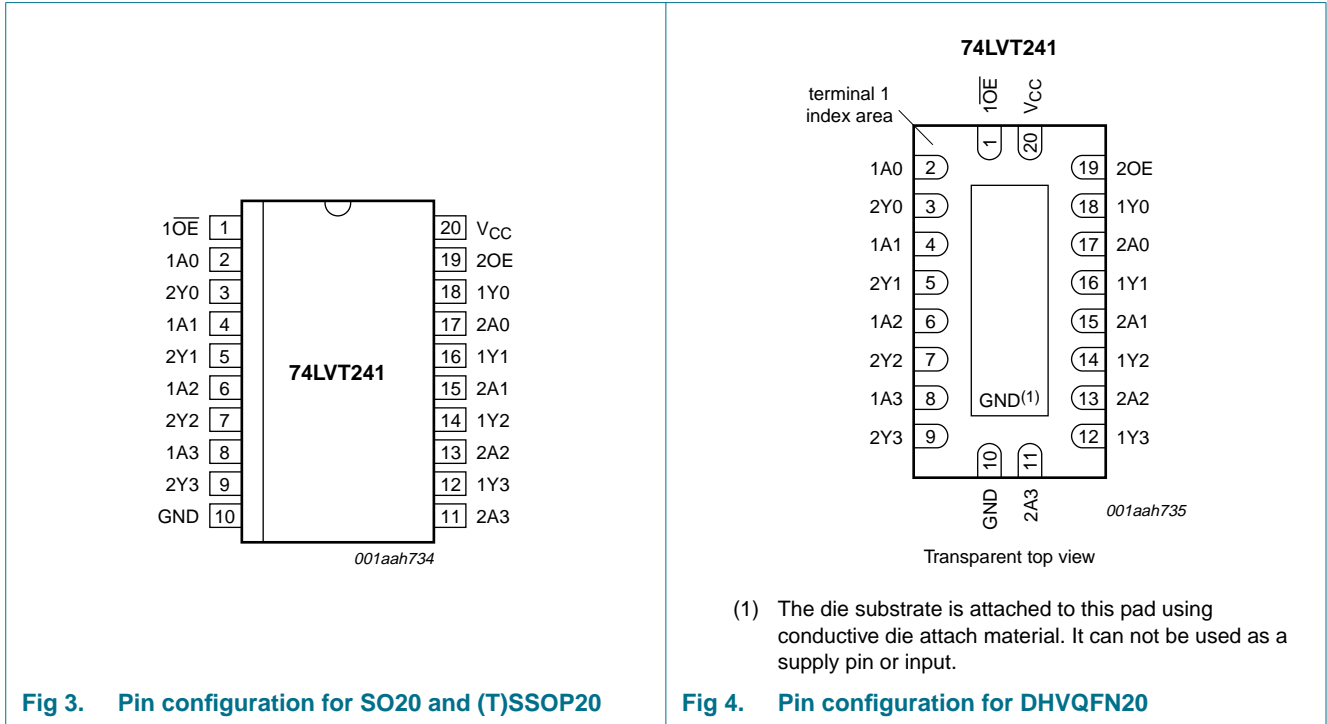 1OE 1 20 VCC
1A0 2 19 2OE
2Y0 3 18 1Y0
1A1 4 17 2A0
2Y1 5 16 1Y1
1A2 6 15 2A1
2Y2 7 14 1Y2
1A3 8 13 2A2
2Y3 9 12 1Y3
GND 10 11 2A3
74LVT241
001aah734
Fig 3. Pin configuration for SO20 and (T)SSOP20
74LVT241
1OE VCC
terminal 1
index area
1 20
1A0 2 19 2OE
2Y0 3 18 1Y0
1A1 4 17 2A0
2Y1 5 16 1Y1
1A2 6 15 2A1
2Y2 7 14 1Y2
1A3 8 GND(1) 13 2A2
2Y3 9 12 1Y3
10 11
GND 2A3
001aah735
Transparent top view
(1) The die substrate is attached to this pad using
conductive die attach material. It can not be used as a
supply pin or input.
Fig 4. Pin configuration for DHVQFN20